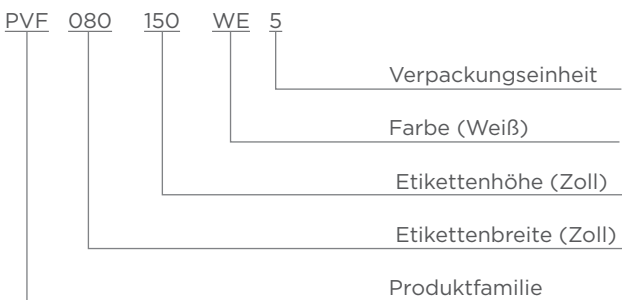 PVF 080 150 WE 5
Verpackungseinheit
Farbe (Weiß)
Etikettenhöhe (Zoll)
Etikettenbreite (Zoll)
Produktfamilie